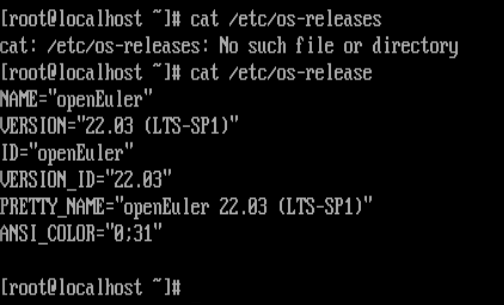 [root@localhost ~]# cat /etc/os-releases
cat: /etc/os-releases: No such file or directory
[root@localhost ~]# cat /etc/os-release
NAME="openEuler"
VERSION="22.03 (LTS-SP1)"
ID="openEuler"
VERSION_ID="22.03"
PRETTY_NAME="openEuler 22.03 (LTS-SP1)"
ANSI_COLOR="0;31"
[root@localhost ~]#